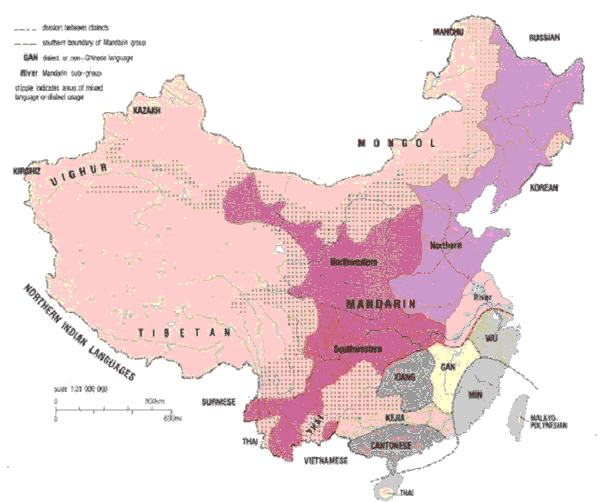 division between dialects
southern boundary of Mandarin group
GAN dialect or non-Chinese language
River Mandarin sub-group
stipple indicates areas of mixed
language or dialect usage
MANCHU
RUSSIAN
KAZAKH
MONGOL
KIRGHIZ
UIGHUR
KOREAN
Northern
Northwestern
NORTHERN INDIAN LANGUAGES
MANDARIN
River
TIBETAN
WU
Southwestern
GAN
XIANG
scale 1:24 000 000
MIN
BURMESE
KEJIA
THAI
MALAYO-
POLYNESIAN
THAI
CANTONESE
VIETNAMESE
THAI